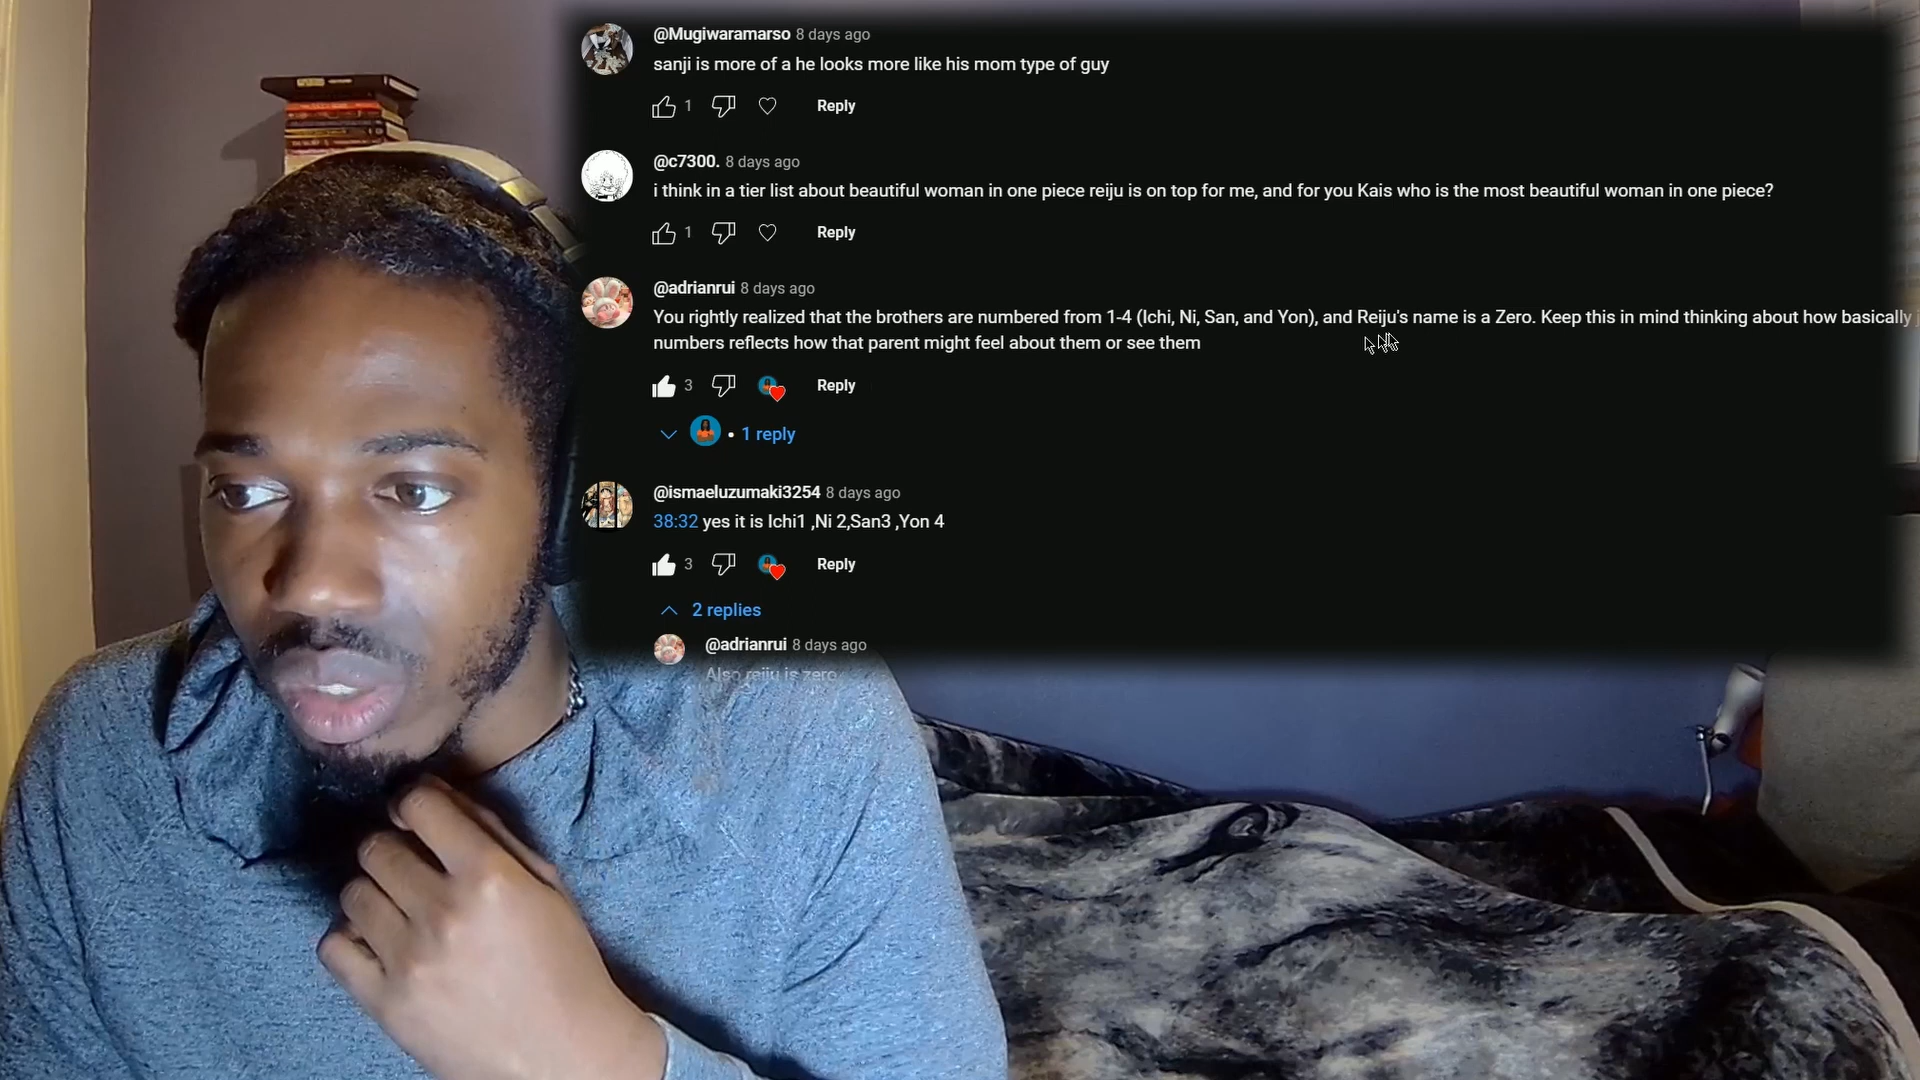 @Mugiwaramarso 8 days ago
sanji is more of a he looks more like his mom type of guy
1 Reply
@c7300. 8 days ago
i think in a tier list about beautiful woman in one piece reiju is on top for me, and for you Kais who is the most beautiful woman in one piece?
1 Reply
@adrianrui 8 days ago
You rightly realized that the brothers are numbered from 1-4 (Ichi, Ni, San, and Yon), and Reiju's name is a Zero. Keep this in mind thinking about how basically
numbers reflects how that parent might feel about them or see them
3 Reply
• 1 reply
@ismaeluzumaki3254 8 days ago
38:32 yes it is Ichi1 ,Ni 2,San3 ,Yon 4
3 Reply
2 replies
@adrianrui 8 days ago
Also reiju is zero